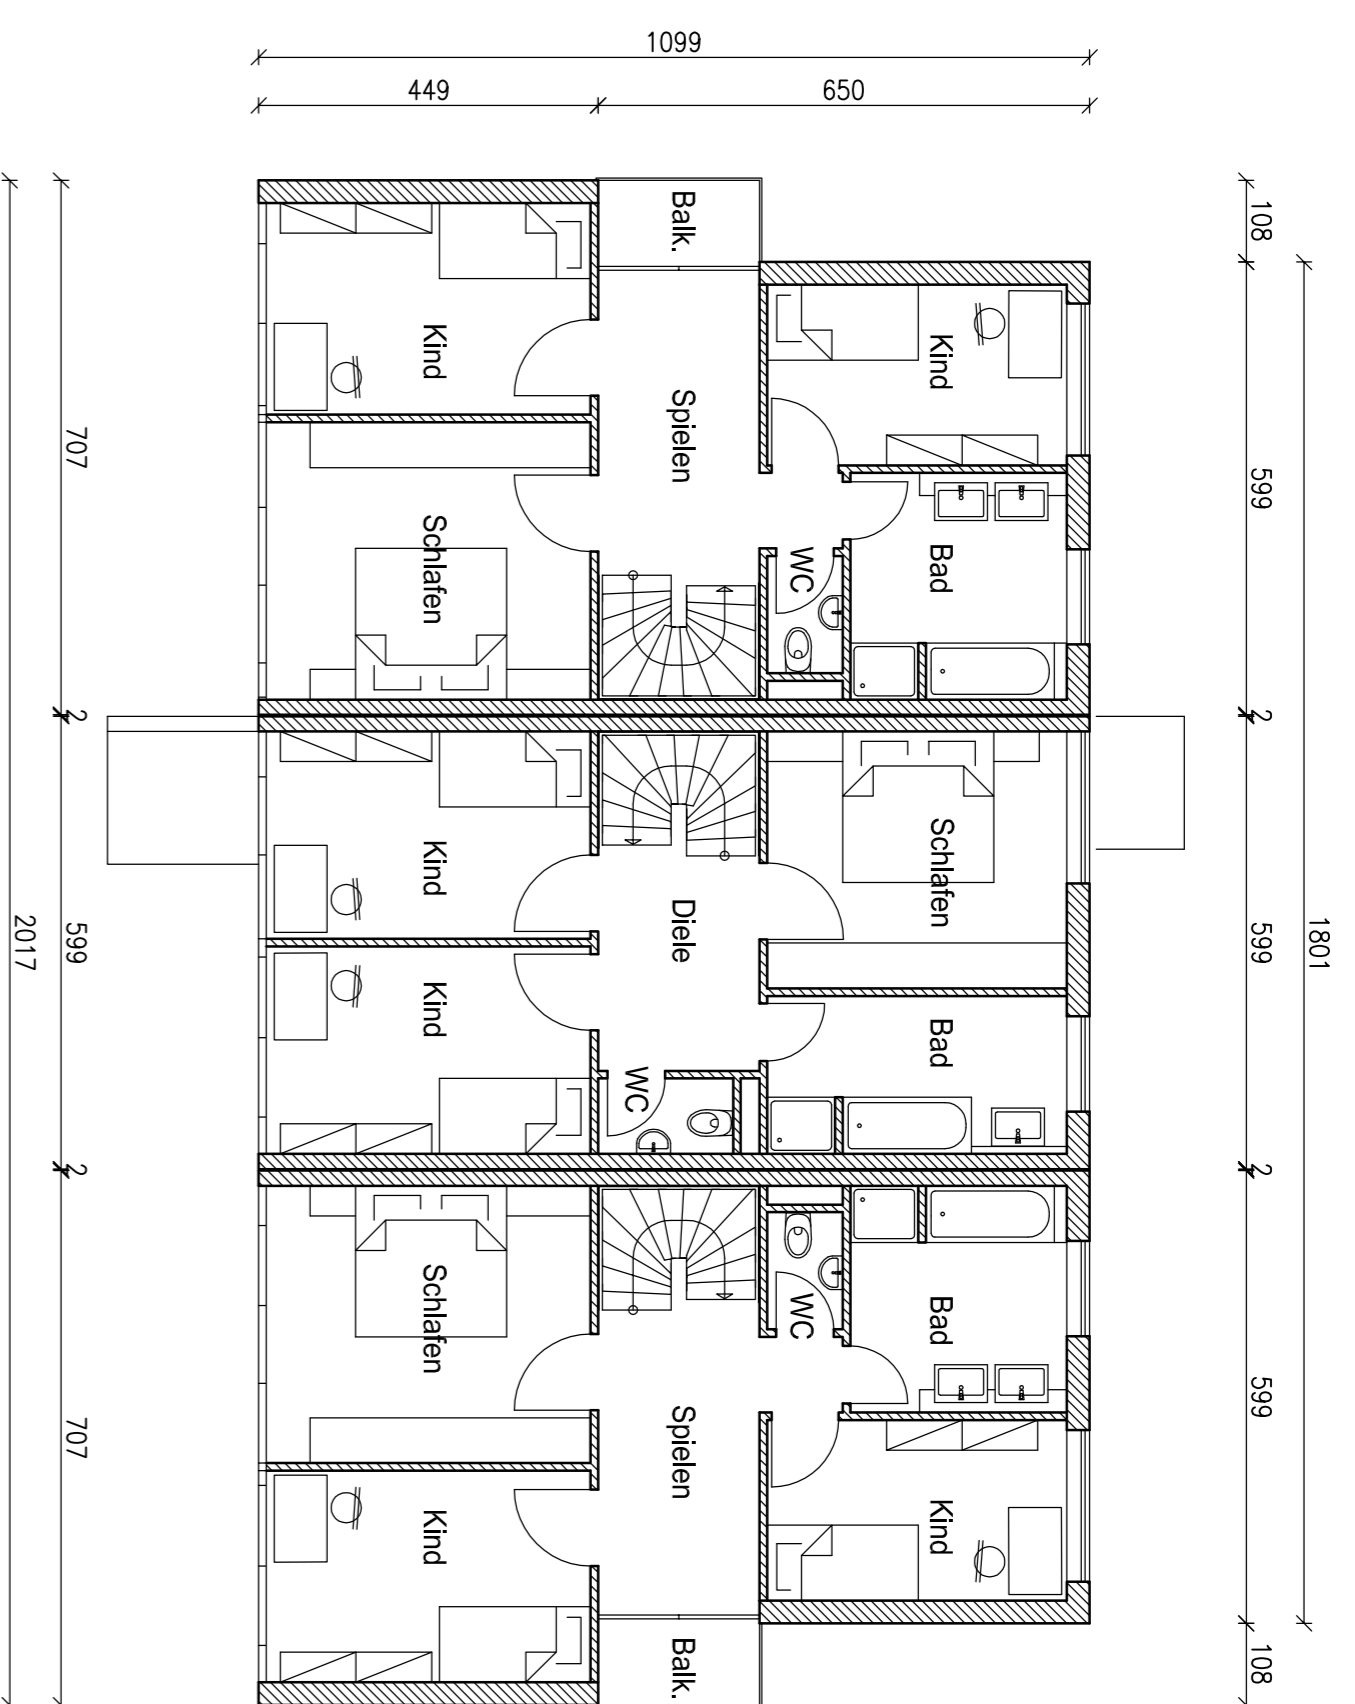 1099
449
650
108
599
2
599
2
599
108
1801
707
2
599
2
707
2017
Balk.
Kind
Spielen
Kind
Schlafen
WC
Bad
Kind
Diele
Schlafen
Kind
WC
Bad
Schlafen
WC
Bad
Spielen
Kind
Kind
Balk.